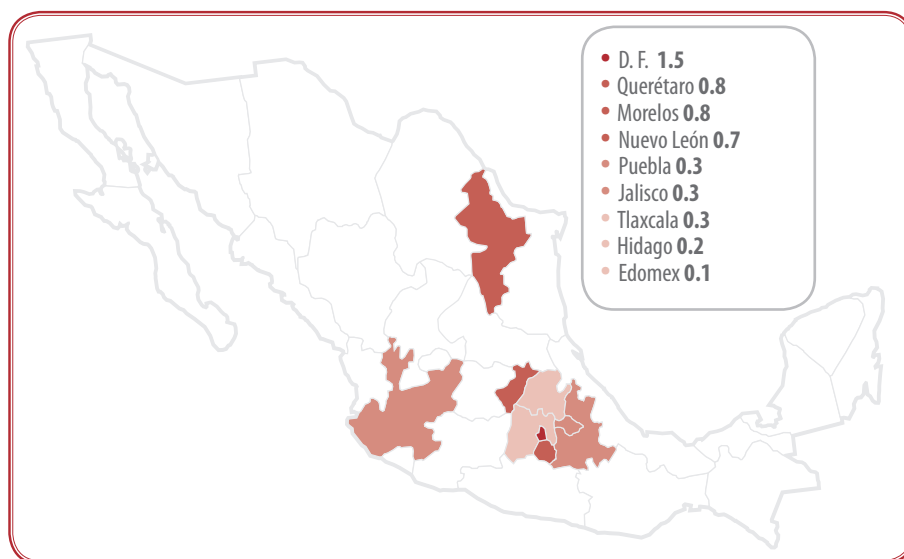 • D. F. 1.5
• Querétaro 0.8
• Morelos 0.8
• Nuevo León 0.7
• Puebla 0.3
• Jalisco 0.3
• Tlaxcala 0.3
• Hidago 0.2
• Edomex 0.1